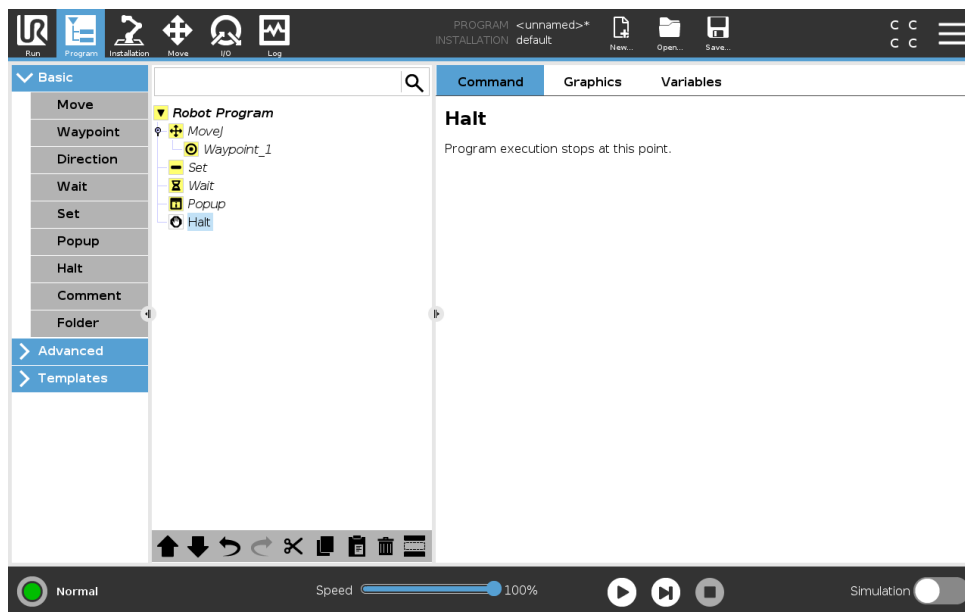 UR
PROGRAM <unnamed>*
INSTALLATION default
Run Program Installation Move I/O Log
New... Open... Save...
C C
C C
Basic
Move
Waypoint
Direction
Wait
Set
Popup
Halt
Comment
Folder
Advanced
Templates
Robot Program
MoveJ
Waypoint_1
Set
Wait
Popup
Halt
Command Graphics Variables
Halt
Program execution stops at this point.
Normal
Speed 100%
Simulation